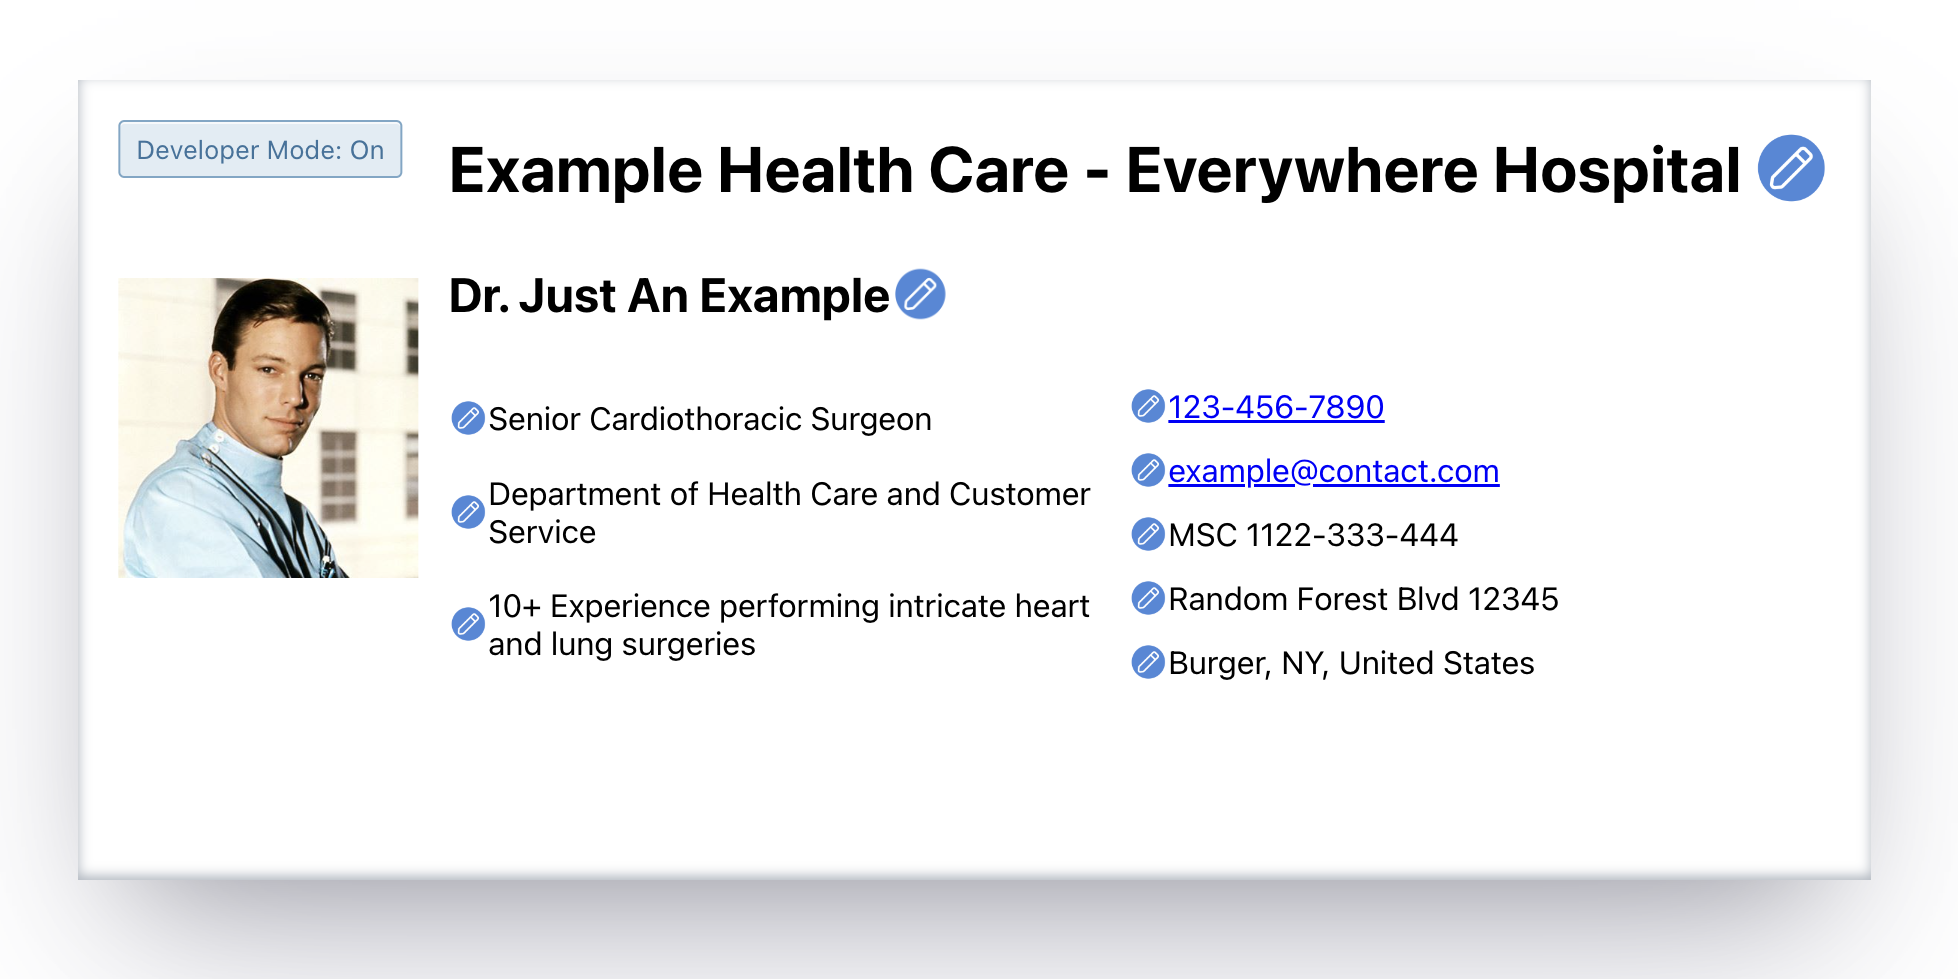 Developer Mode: On
Example Health Care - Everywhere Hospital
Dr. Just An Example
Senior Cardiothoracic Surgeon
Department of Health Care and Customer
Service
10+ Experience performing intricate heart
and lung surgeries
123-456-7890
example@contact.com
MSC 1122-333-444
Random Forest Blvd 12345
Burger, NY, United States